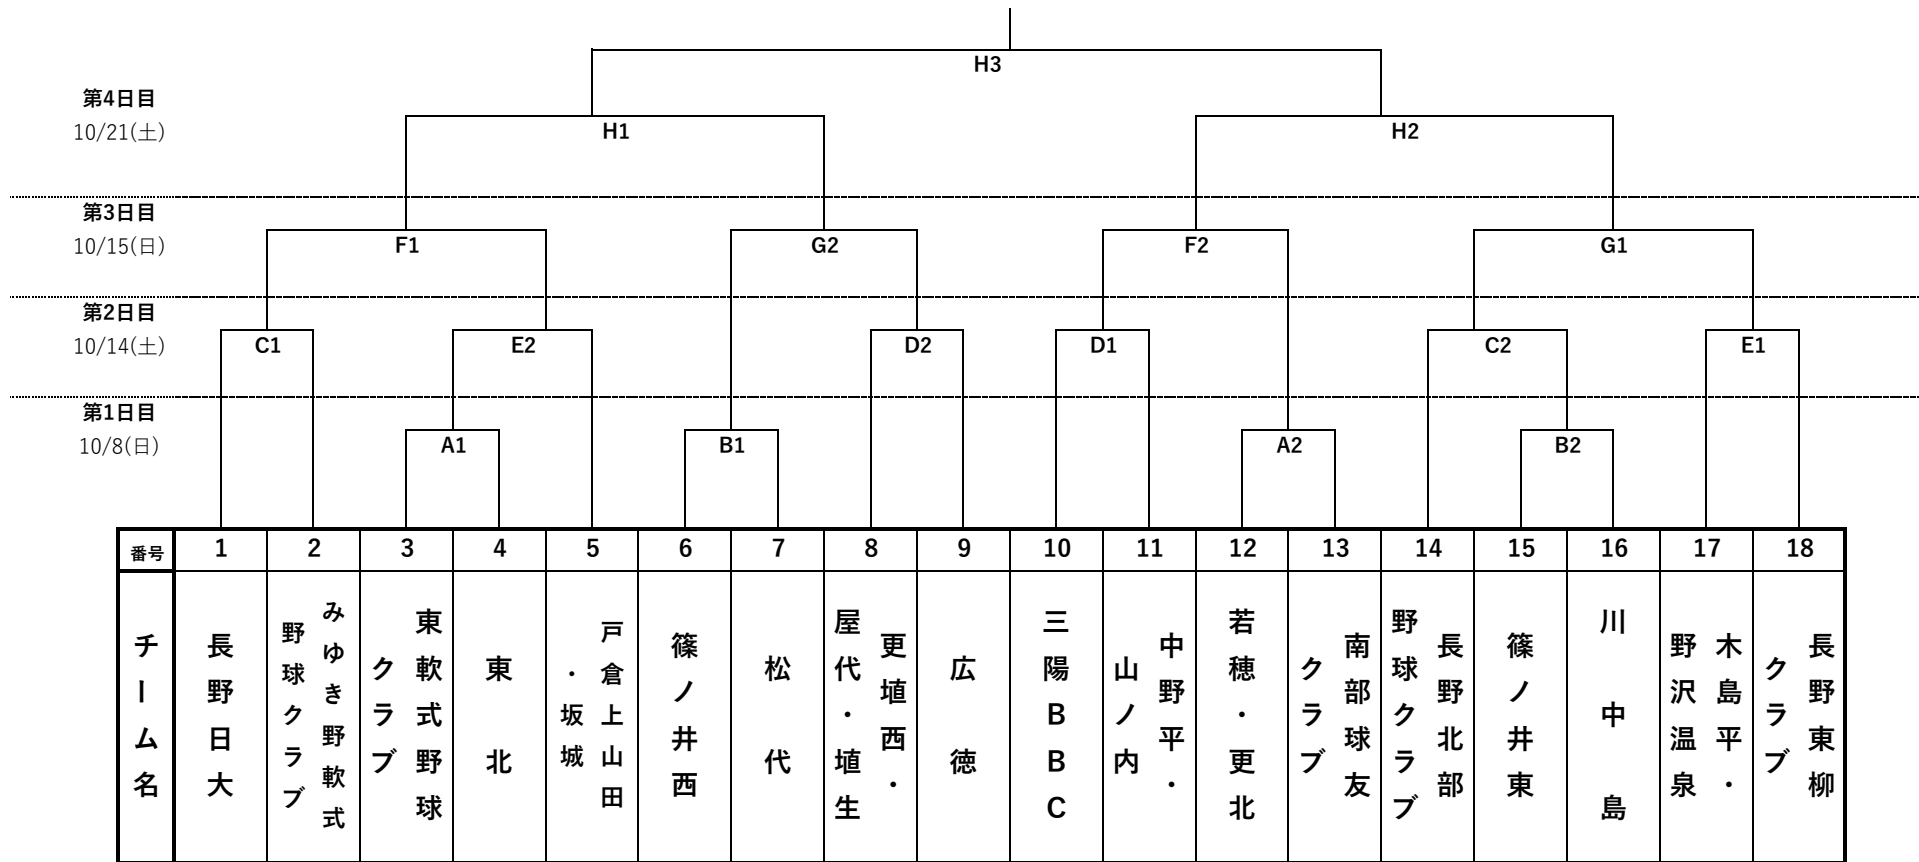 H3
第4日目
10/21(土)
H1
H2
第3日目
10/15(日)
F1
G2
F2
G1
第2日目
10/14(土)
C1
E2
D2
D1
C2
E1
第1日目
10/8(日)
A1
B1
A2
B2
番号
1
2
3
4
5
6
7
8
9
10
11
12
13
14
15
16
17
18
チーム名
長野日大
みゆき野軟式
野球クラブ
東軟式野球
クラブ
東北
戸倉上山田
・坂城
篠ノ井西
松代
更埴西・
屋代・埴生
広徳
三陽BBC
中野平・
山ノ内
若穂・更北
南部球友
クラブ
長野北部
野球クラブ
篠ノ井東
川中島
木島平・
野沢温泉
長野東柳
クラブ